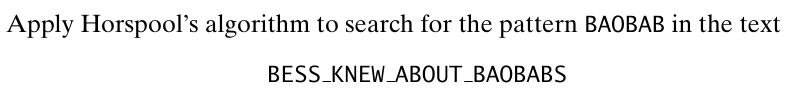 Apply Horspool’s algorithm to search for the pattern BAOBAB in the text
BESS_KNEW_ABOUT_BAOBABS